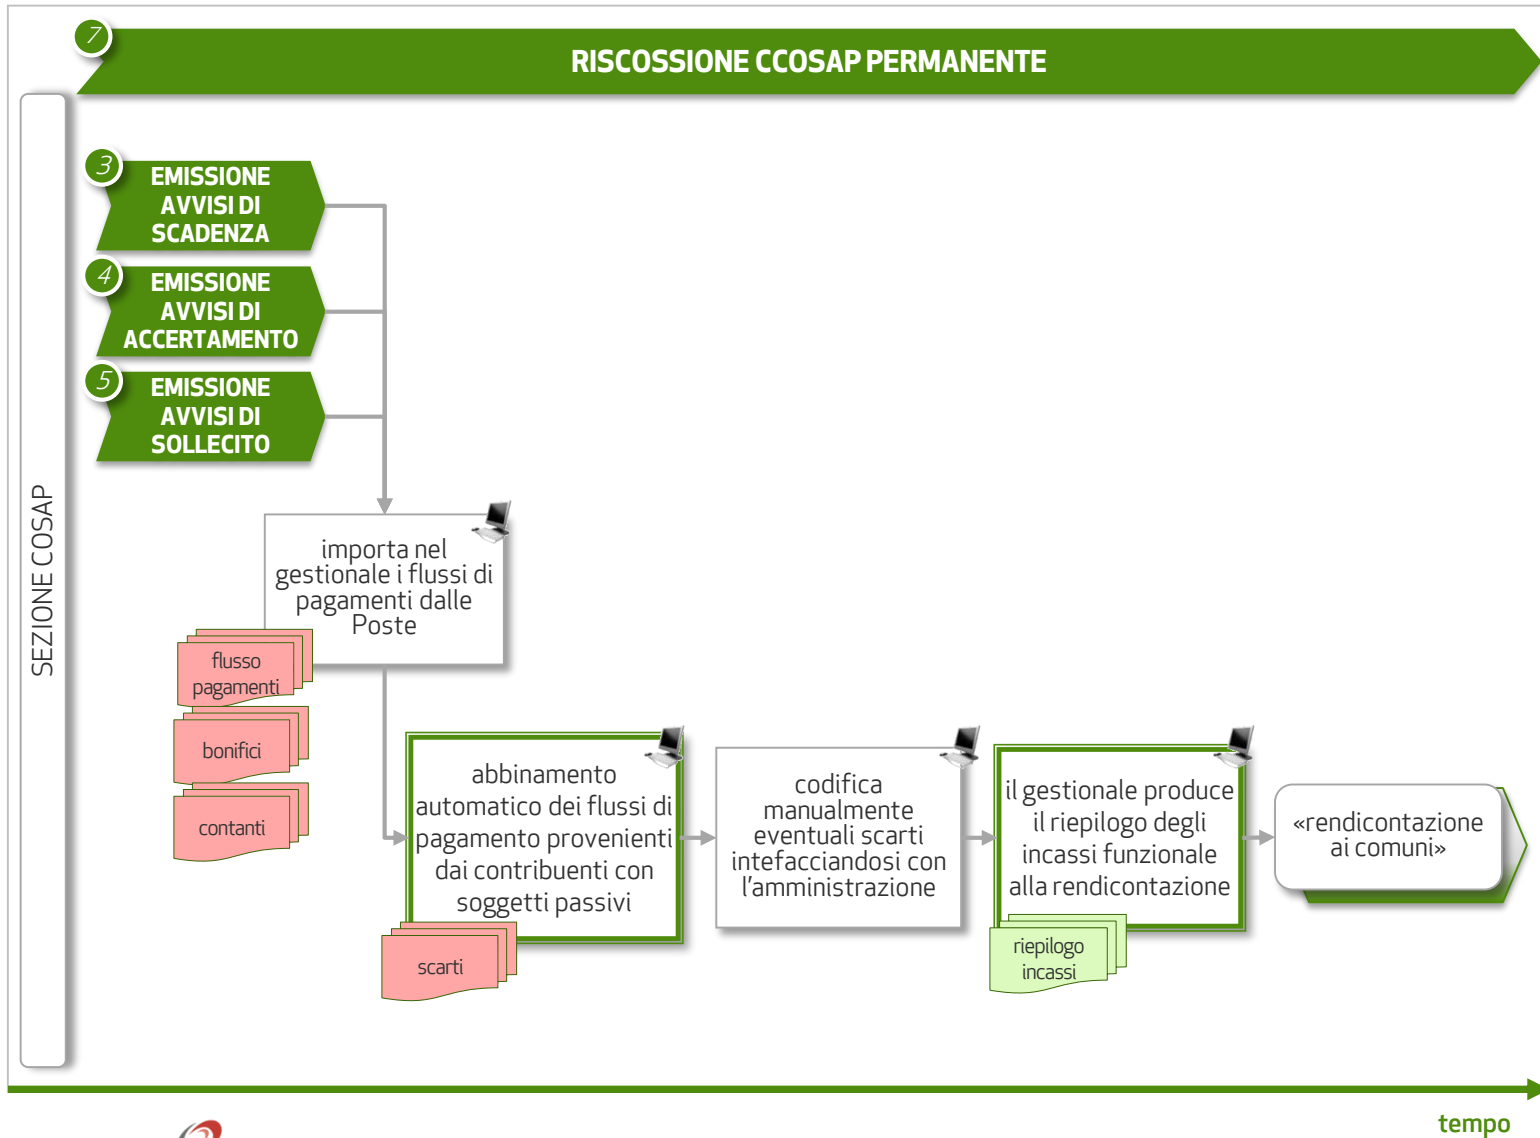 7
RISCOSSIONE CCOSAP PERMANENTE
SEZIONE COSAP
3
EMISSIONE
AVVISI DI
SCADENZA
4
EMISSIONE
AVVISI DI
ACCERTAMENTO
5
EMISSIONE
AVVISI DI
SOLLECITO
importa nel
gestionale i flussi di
pagamenti dalle
Poste
flusso
pagamenti
bonifici
contanti
abbinamento
automatico dei flussi di
pagamento provenienti
dai contribuenti con
soggetti passivi
scarti
codifica
manualmente
eventuali scarti
intefacciandosi con
l'amministrazione
il gestionale produce
il riepilogo degli
incassi funzionale
alla rendicontazione
riepilogo
incassi
«rendicontazione
ai comuni»
tempo